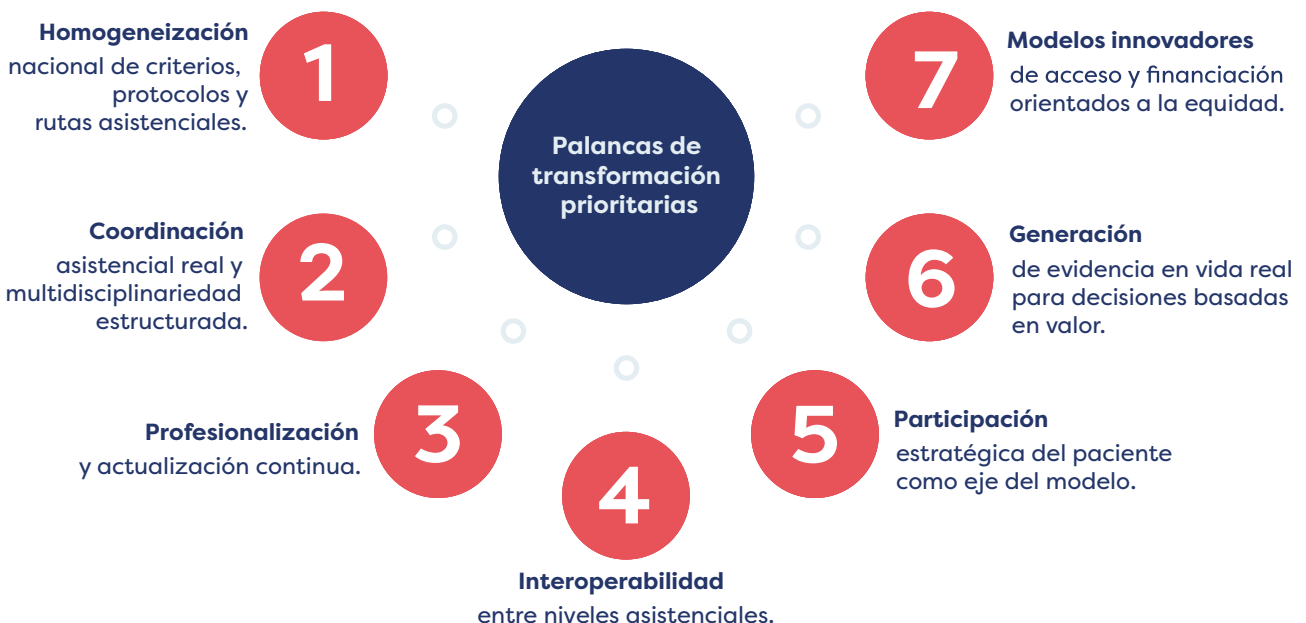 Palancas de
transformación
prioritarias
1
Homogeneización
nacional de criterios,
protocolos y
rutas asistenciales.
2
Coordinación
asistencial real y
multidisciplinariedad
estructurada.
3
Profesionalización
y actualización continua.
4
Interoperabilidad
entre niveles asistenciales.
5
Participación
estratégica del paciente
como eje del modelo.
6
Generación
de evidencia en vida real
para decisiones basadas
en valor.
7
Modelos innovadores
de acceso y financiación
orientados a la equidad.